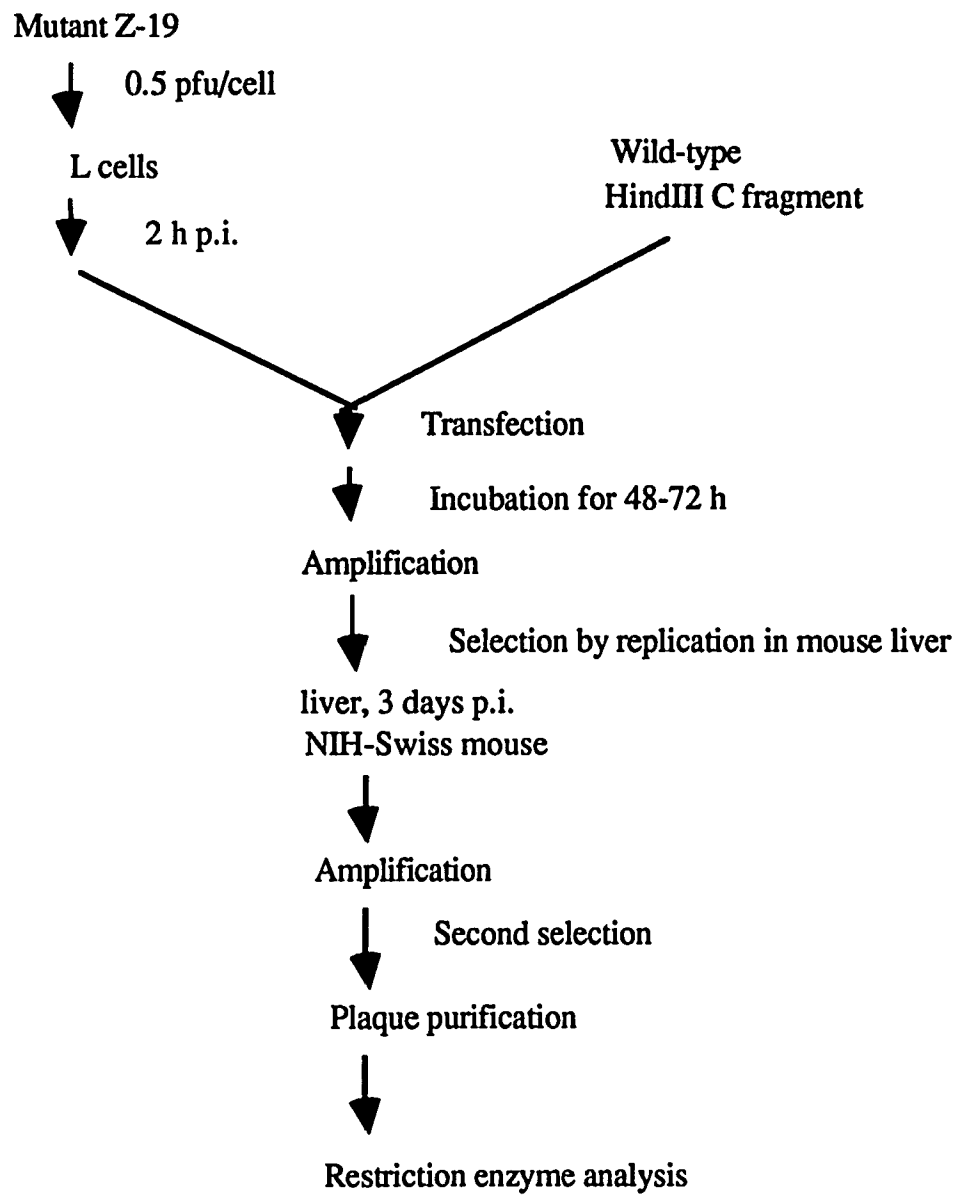 Mutant Z-19
0.5 pfu/cell
L cells
2 h p.i.
Wild-type
HindIII C fragment
Transfection
Incubation for 48-72 h
Amplification
Selection by replication in mouse liver
liver, 3 days p.i.
NIH-Swiss mouse
Amplification
Second selection
Plaque purification
Restriction enzyme analysis